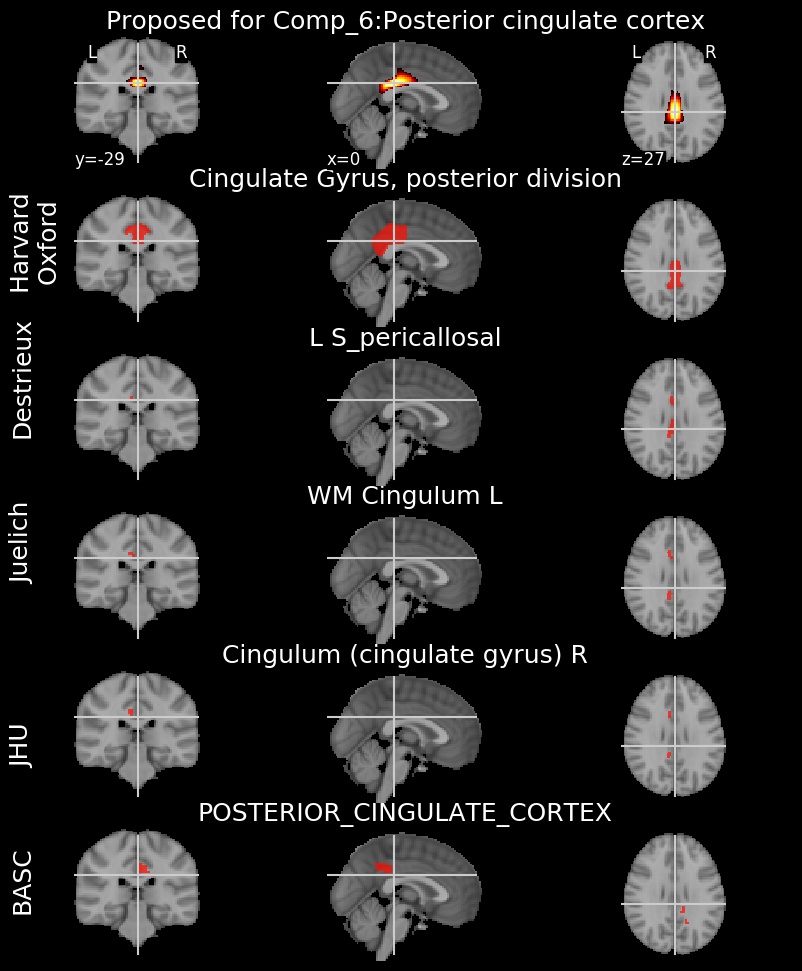 Proposed for Comp_6:Posterior cingulate cortex
L R L R
y=-29 x=0 z=27
Cingulate Gyrus, posterior division
Harvard
Oxford
L S_pericallosal
Destrieux
WM Cingulum L
Juelich
Cingulum (cingulate gyrus) R
JHU
POSTERIOR_CINGULATE_CORTEX
BASC